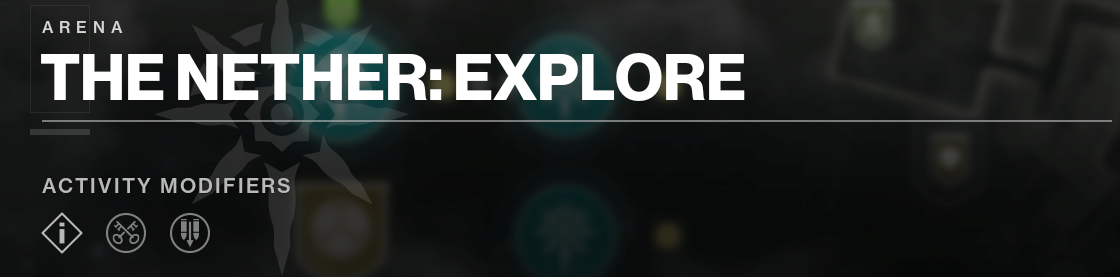 ARENA
THE NETHER: EXPLORE
ACTIVITY MODIFIERS